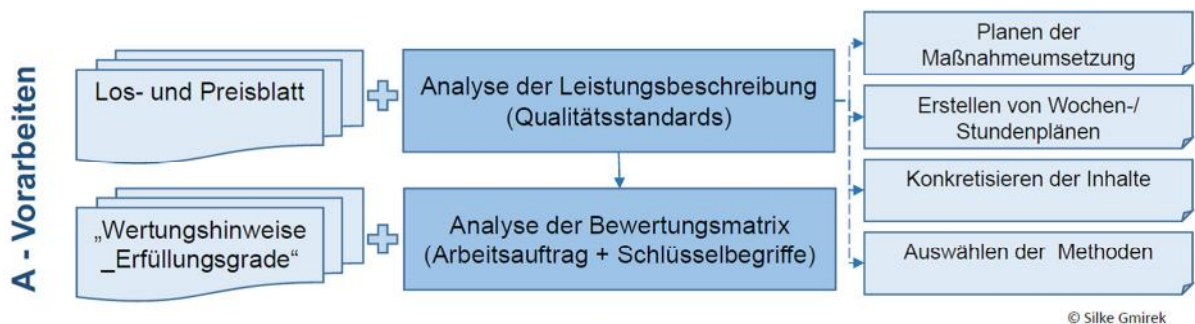 A - Vorarbeiten
Los- und Preisblatt
Analyse der Leistungsbeschreibung
(Qualitätsstandards)
Planen der
Maßnahmeumsetzung
Erstellen von Wochen-/
Stundenplänen
Konkretisieren der Inhalte
Auswählen der Methoden
„Wertungshinweise
_Erfüllungsgrade“
Analyse der Bewertungsmatrix
(Arbeitsauftrag + Schlüsselbegriffe)
© Silke Gmirek